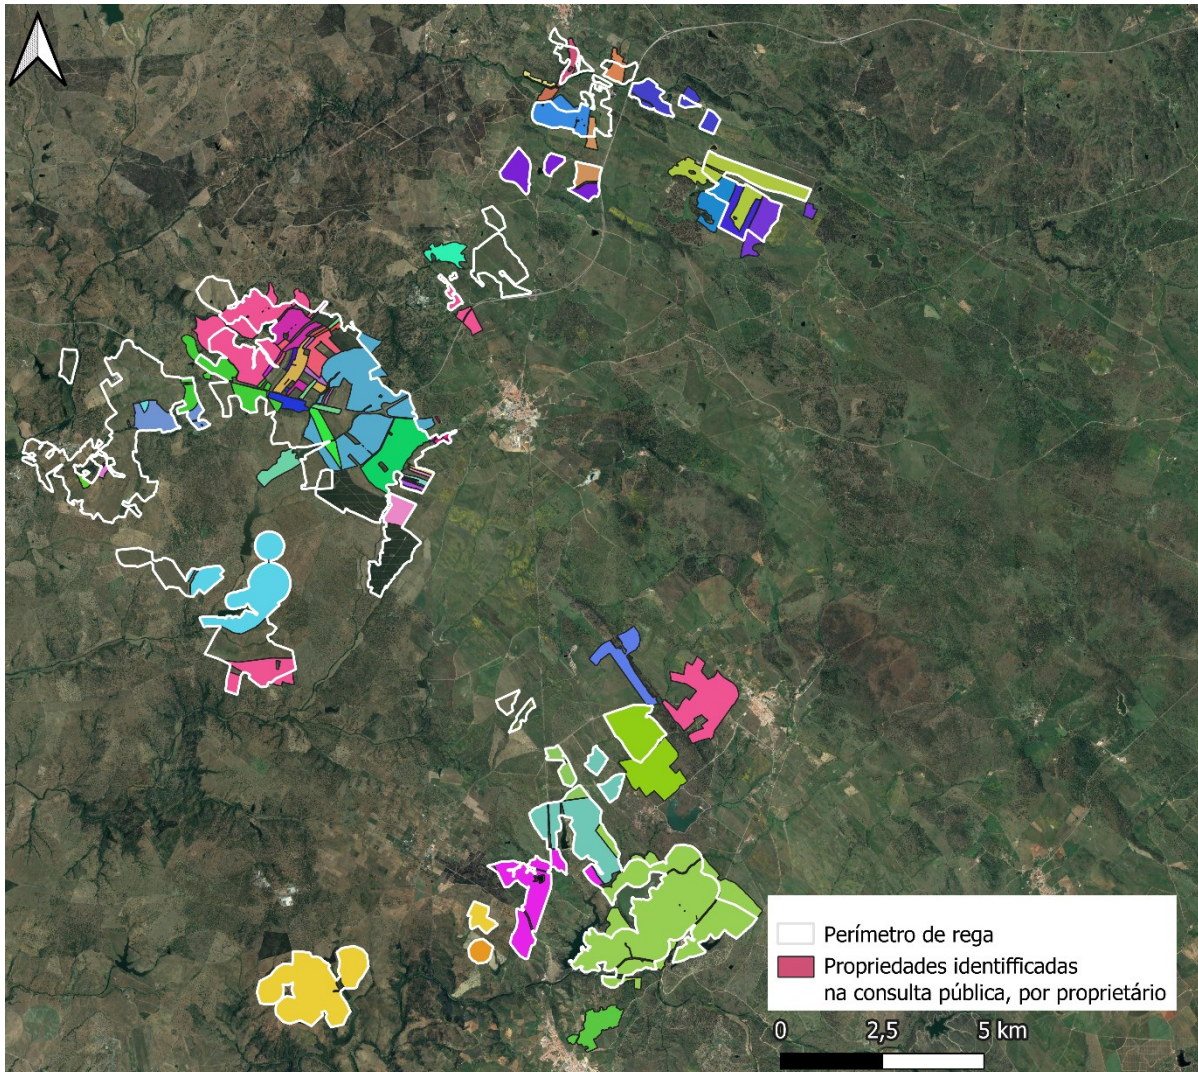 Perímetro de rega
Propriedades identifficadas
na consulta pública, por proprietário
0 2,5 5 km